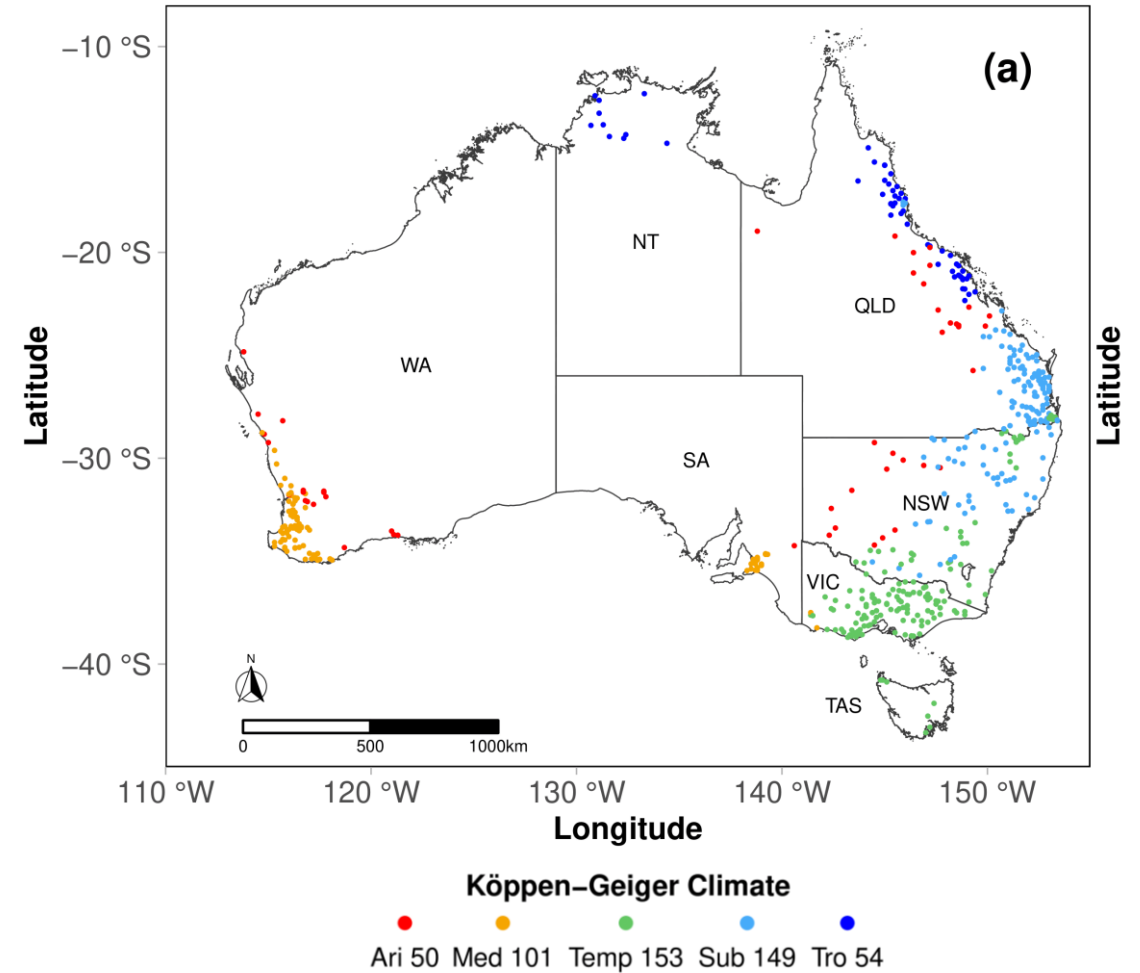 (a)
−10 °S
−20 °S
−30 °S
−40 °S
Latitude
Latitude
NT
QLD
WA
SA
NSW
VIC
TAS
N
0 500 1000km
110 °W 120 °W 130 °W 140 °W 150 °W
Longitude
Köppen−Geiger Climate
Ari 50 Med 101 Temp 153 Sub 149 Tro 54